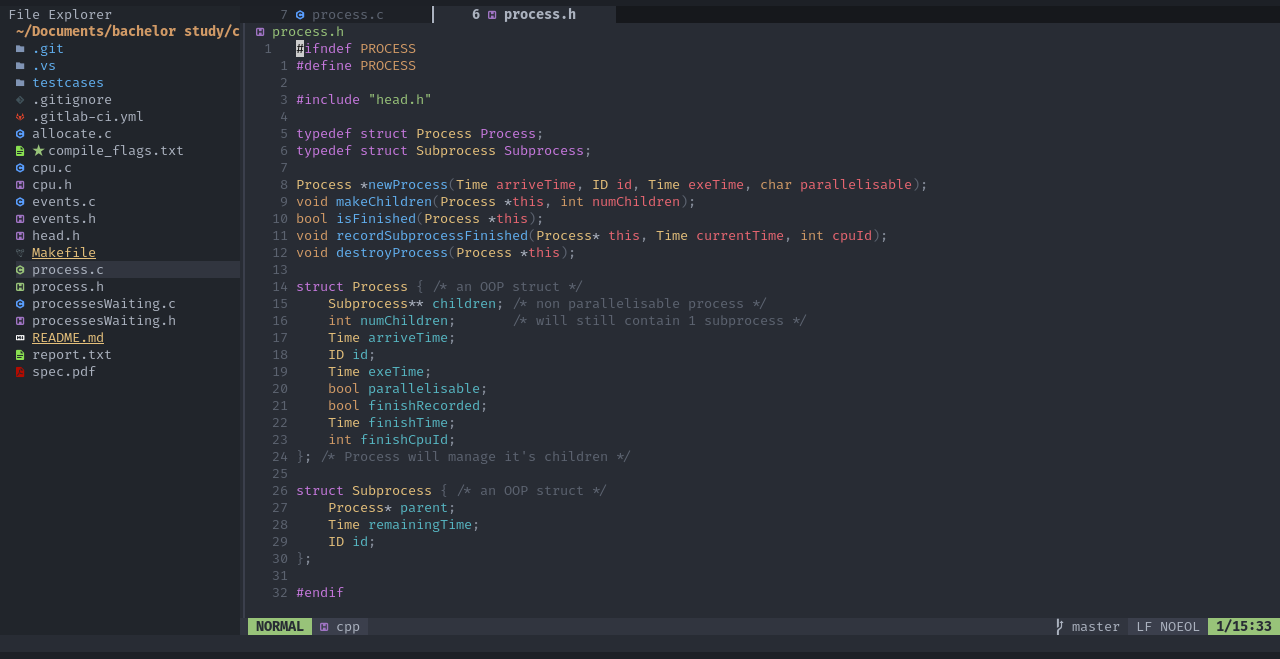 File Explorer
~/Documents/bachelor study/c
.git
.vs
testcases
.gitignore
.gitlab-ci.yml
allocate.c
★ compile_flags.txt
cpu.c
cpu.h
events.c
events.h
head.h
Makefile
process.c
process.h
processesWaiting.c
processesWaiting.h
README.md
report.txt
spec.pdf
7 process.c 6 process.h
process.h
1 #ifndef PROCESS
1 #define PROCESS
2
3 #include "head.h"
4
5 typedef struct Process Process;
6 typedef struct Subprocess Subprocess;
7
8 Process *newProcess(Time arriveTime, ID id, Time exeTime, char parallelisable);
9 void makeChildren(Process *this, int numChildren);
10 bool isFinished(Process *this);
11 void recordSubprocessFinished(Process* this, Time currentTime, int cpuId);
12 void destroyProcess(Process *this);
13
14 struct Process { /* an OOP struct */
15     Subprocess** children; /* non parallelisable process */
16     int numChildren;       /* will still contain 1 subprocess */
17     Time arriveTime;
18     ID id;
19     Time exeTime;
20     bool parallelisable;
21     bool finishRecorded;
22     Time finishTime;
23     int finishCpuId;
24 }; /* Process will manage it's children */
25
26 struct Subprocess { /* an OOP struct */
27     Process* parent;
28     Time remainingTime;
29     ID id;
30 };
31
32 #endif
NORMAL cpp master LF NOEOL 1/15:33